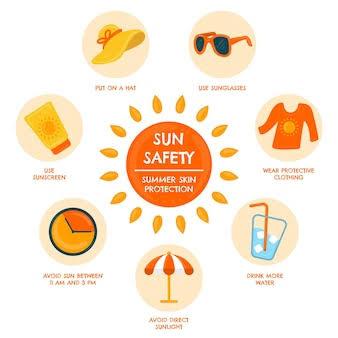 PUT ON A HAT
USE SUNGLASSES
USE
SUNSCREEN
SUN
SAFETY
SUMMER SKIN
PROTECTION
WEAR PROTECTIVE
CLOTHING
AVOID SUN BETWEEN
11 AM AND 3 PM
DRINK MORE
WATER
AVOID DIRECT
SUNLIGHT